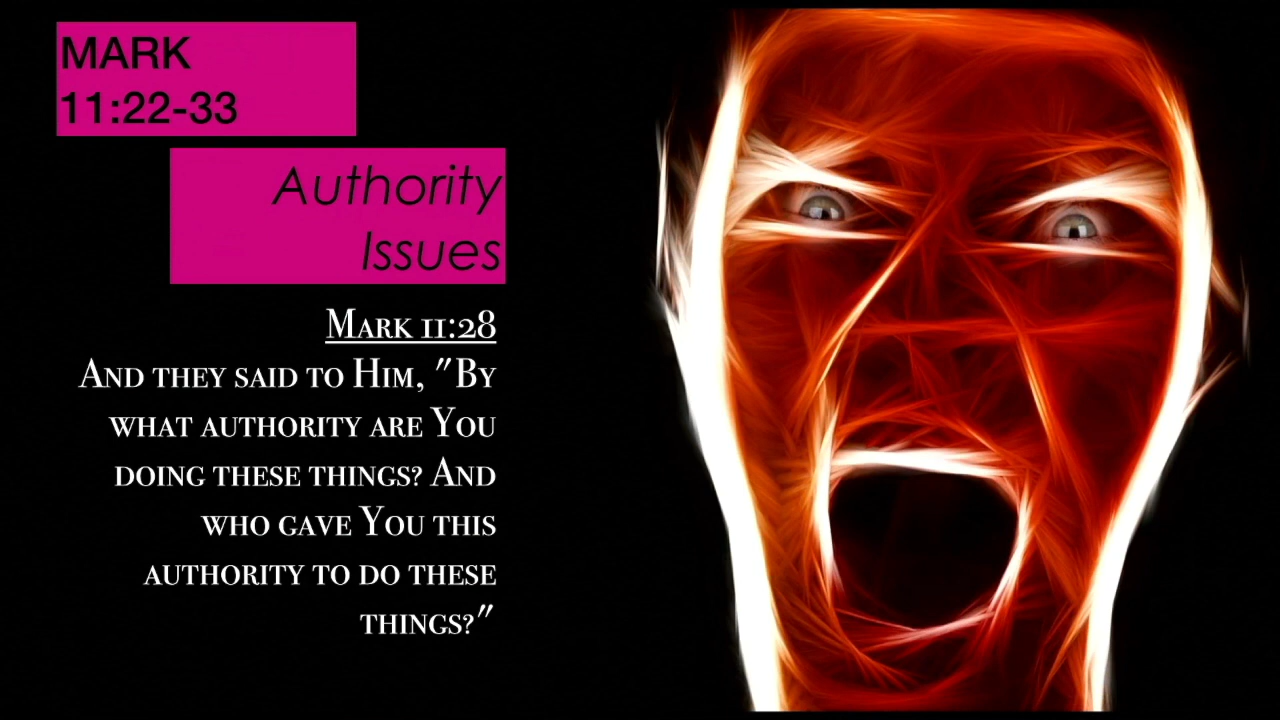 MARK
11:22-33
Authority
Issues
Mark 11:28
And they said to Him, "By
what authority are You
doing these things? And
who gave You this
authority to do these
things?"